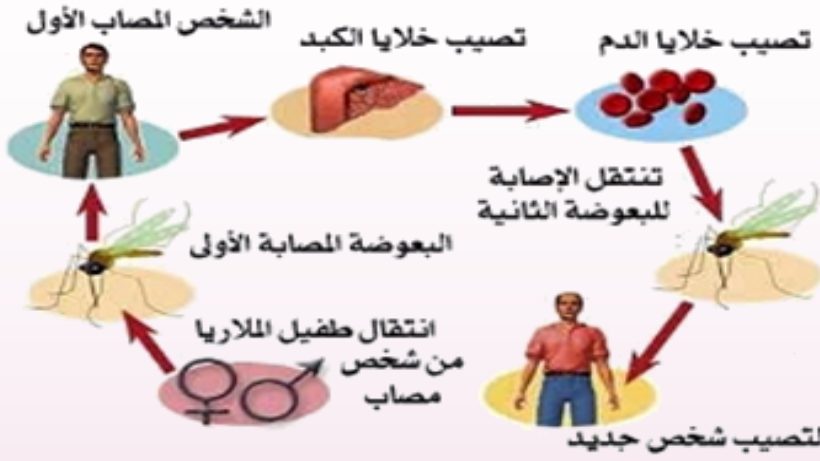 الشخص المصاب الأول
تصيب خلايا الكبد
تصيب خلايا الدم
تنتقل الإصابة
للبعوضة الثانية
البعوضة المصابة الأولى
انتقال طفيل الملاريا
من شخص
مصاب
لتصيب شخص جديد